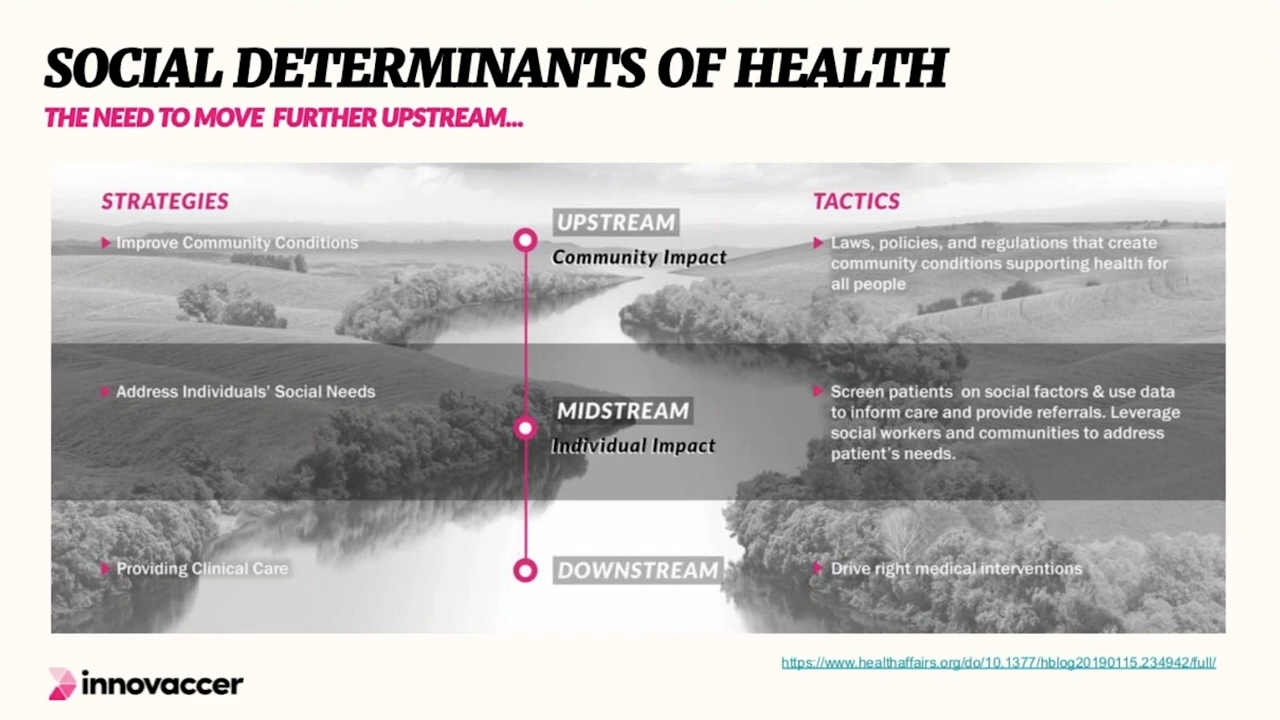 SOCIAL DETERMINANTS OF HEALTH
THE NEED TO MOVE FURTHER UPSTREAM...
STRATEGIES
TACTICS
UPSTREAM
Community Impact
Improve Community Conditions
Laws, policies, and regulations that create
community conditions supporting health for
all people
Address Individuals' Social Needs
MIDSTREAM
Individual Impact
Screen patients on social factors & use data
to inform care and provide referrals. Leverage
social workers and communities to address
patient's needs.
Providing Clinical Care
DOWNSTREAM
Drive right medical interventions
https://www.healthaffairs.org/do/10.1377/hblog20190115.234942/full/
innovaccer